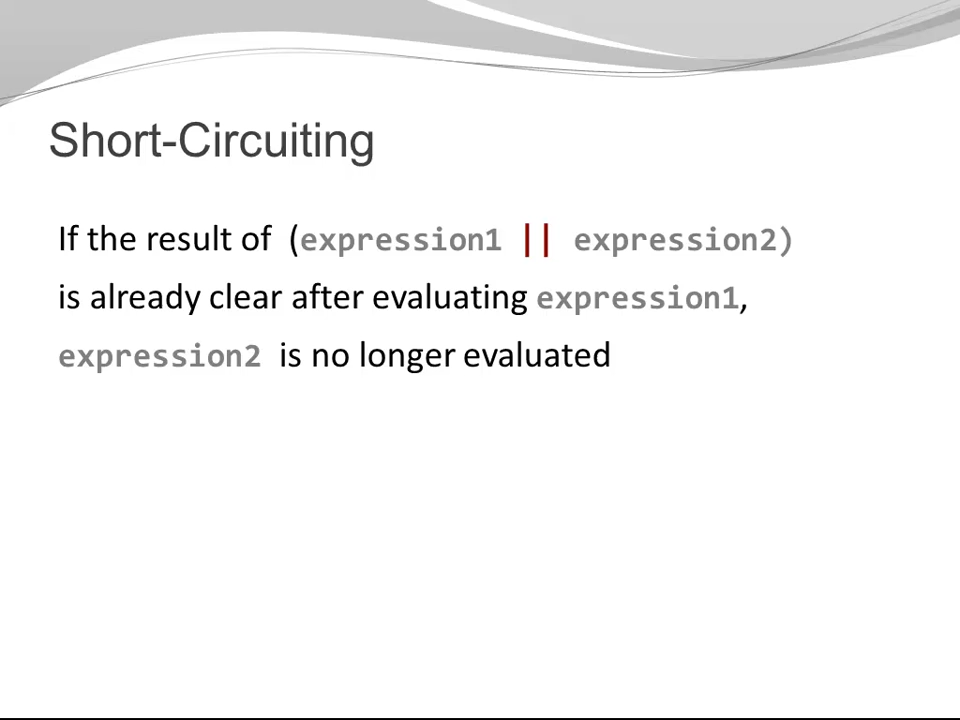 Short-Circuiting
If the result of (expression1 || expression2)
is already clear after evaluating expression1,
expression2 is no longer evaluated